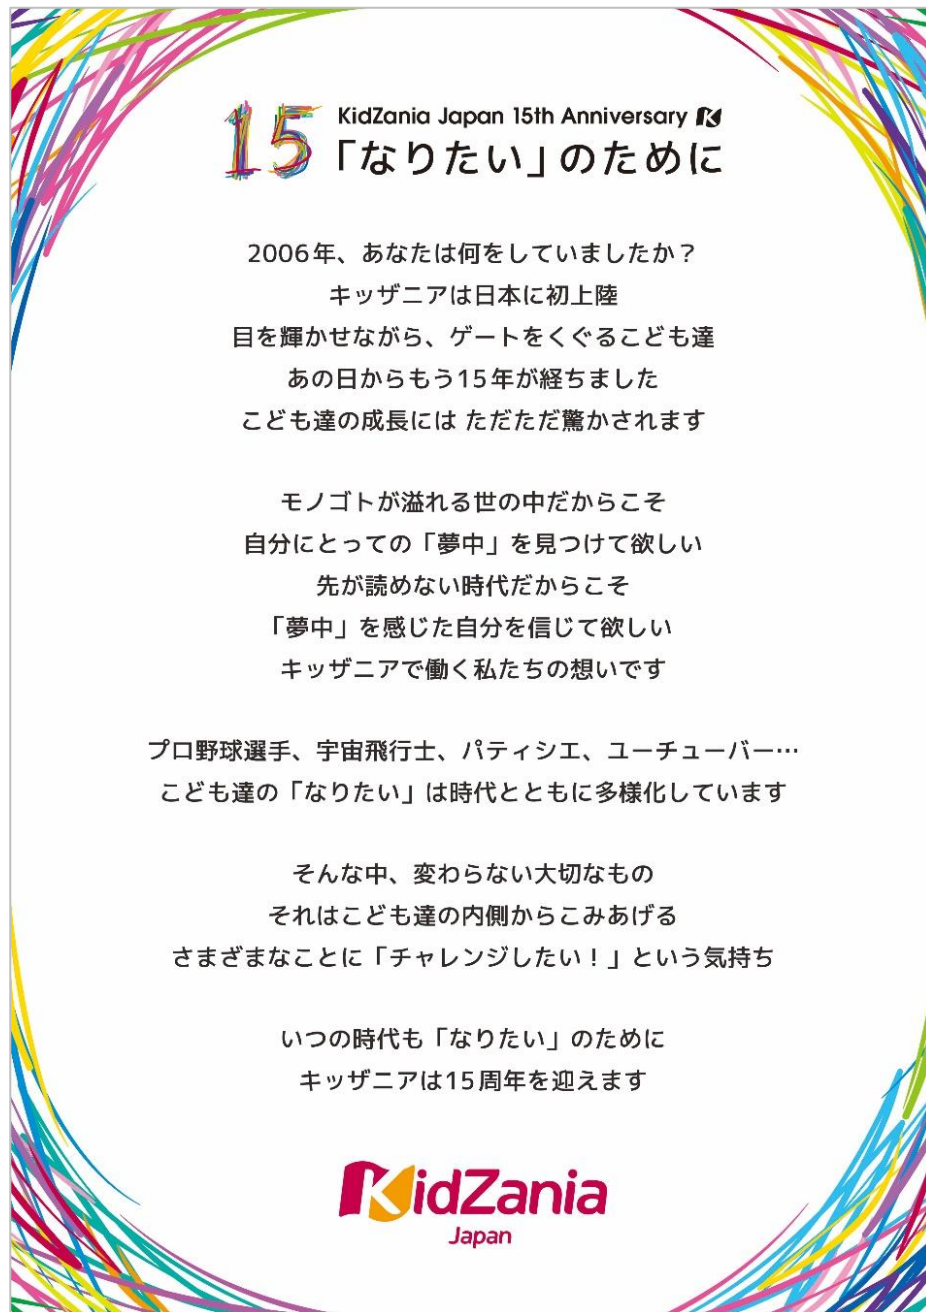 15
KidZania Japan 15th Anniversary
「なりたい」のために
2006年、あなたは何をしていましたか？
キッザニアは日本に初上陸
目を輝かせながら、ゲートをくぐるこども達
あの日からもう15年が経ちました
こども達の成長には ただただ驚かされます
モノゴトが溢れる世の中だからこそ
自分にとっての「夢中」を見つけて欲しい
先が読めない時代だからこそ
「夢中」を感じた自分を信じて欲しい
キッザニアで働く私たちの想いです
プロ野球選手、宇宙飛行士、パティシエ、ユーチューバー…
こども達の「なりたい」は時代とともに多様化しています
そんな中、変わらない大切なもの
それはこども達の内側からこみあげる
さまざまなことに「チャレンジしたい！」という気持ち
いつの時代も「なりたい」のために
キッザニアは15周年を迎えます
KidZania
Japan